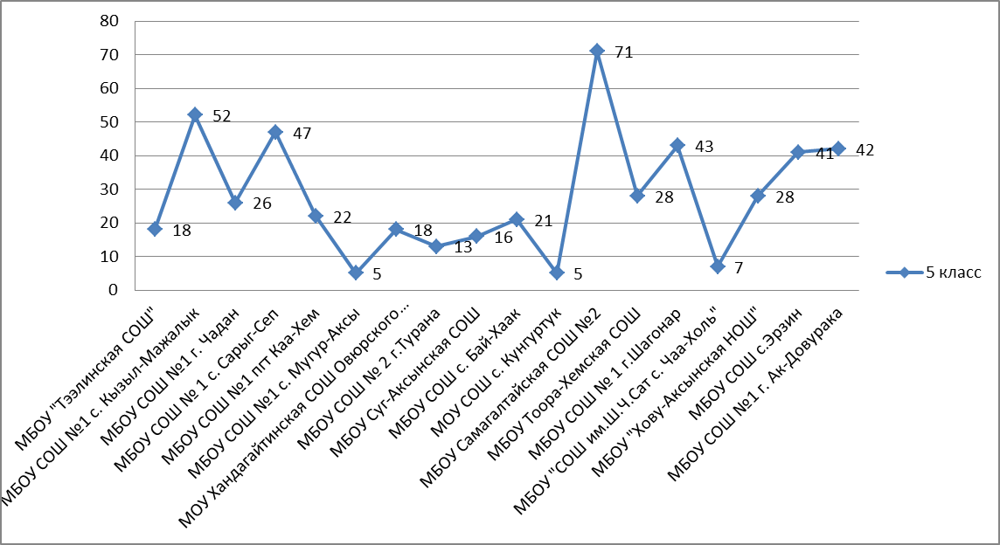 80
70
60
50
40
30
20
10
0
18
52
26
47
22
5
18
13
16
21
5
71
28
43
7
28
41
42
5 класс
МБОУ "Тээлинская СОШ"
МБОУ СОШ №1 с. Кызыл-Мажалык
МБОУ СОШ №1 г. Чадан
МБОУ СОШ № 1 с. Сарыг-Сеп
МБОУ СОШ №1 пгт Каа-Хем
МОУ СОШ №1 с. Мугур-Аксы
МОУ Хандагайтинская СОШ Овюрского...
МБОУ СОШ № 2 г.Турана
МБОУ Суг-Аксынская СОШ
МБОУ СОШ с. Бай-Хаак
МОУ СОШ с. Кунгуртук
МБОУ Самагалтайская СОШ №2
МБОУ Тоора-Хемская СОШ
МБОУ СОШ № 1 г.Шагонар
МБОУ "СОШ им.Ш.Ч.Сат с. Чаа-Холь"
МБОУ "Хову-Аксынская НОШ"
МБОУ СОШ с.Эрзин
МБОУ СОШ №1 г. Ак-Довурака